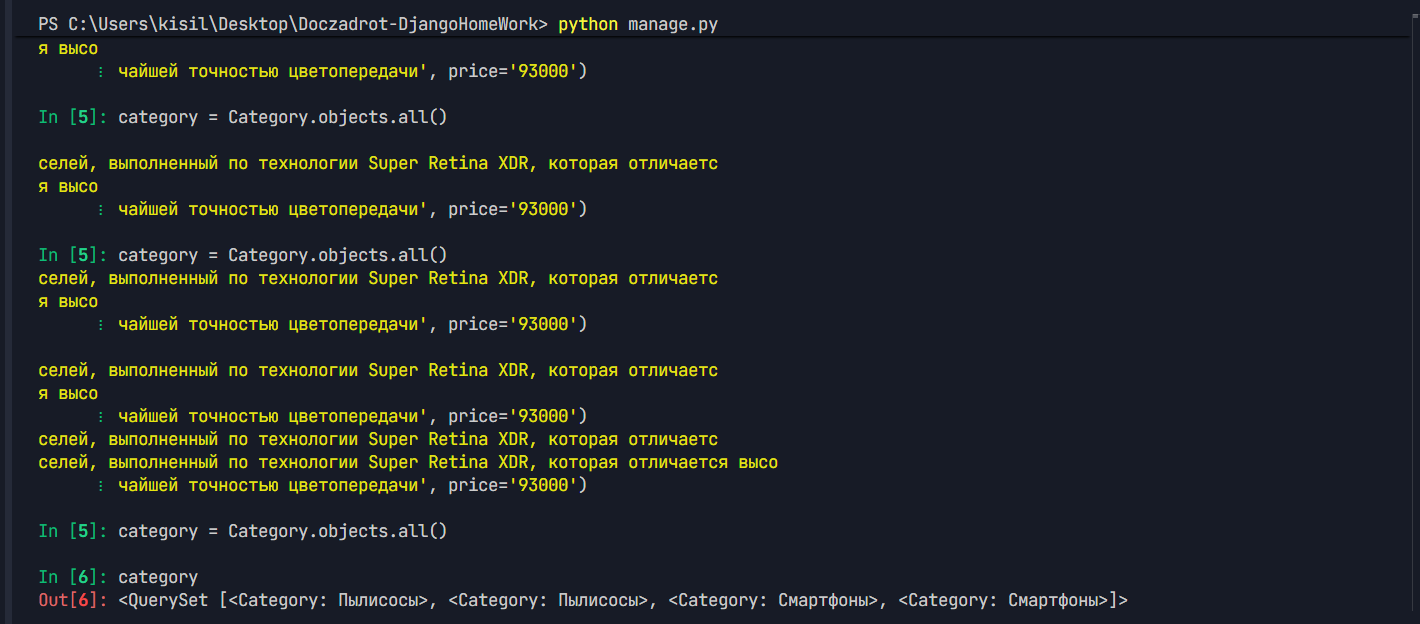 PS C:\Users\kisil\Desktop\Doczadrot-DjangoHomeWork> python manage.py
я высо
⋮ чайшей точностью цветопередачи', price='93000')
In [5]: category = Category.objects.all()
селей, выполненный по технологии Super Retina XDR, которая отличаетс
я высо
⋮ чайшей точностью цветопередачи', price='93000')
In [5]: category = Category.objects.all()
селей, выполненный по технологии Super Retina XDR, которая отличаетс
я высо
⋮ чайшей точностью цветопередачи', price='93000')
селей, выполненный по технологии Super Retina XDR, которая отличаетс
я высо
⋮ чайшей точностью цветопередачи', price='93000')
селей, выполненный по технологии Super Retina XDR, которая отличаетс
селей, выполненный по технологии Super Retina XDR, которая отличается высо
⋮ чайшей точностью цветопередачи', price='93000')
In [5]: category = Category.objects.all()
In [6]: category
Out[6]: <QuerySet [<Category: Пылисосы>, <Category: Пылисосы>, <Category: Смартфоны>, <Category: Смартфоны>]>